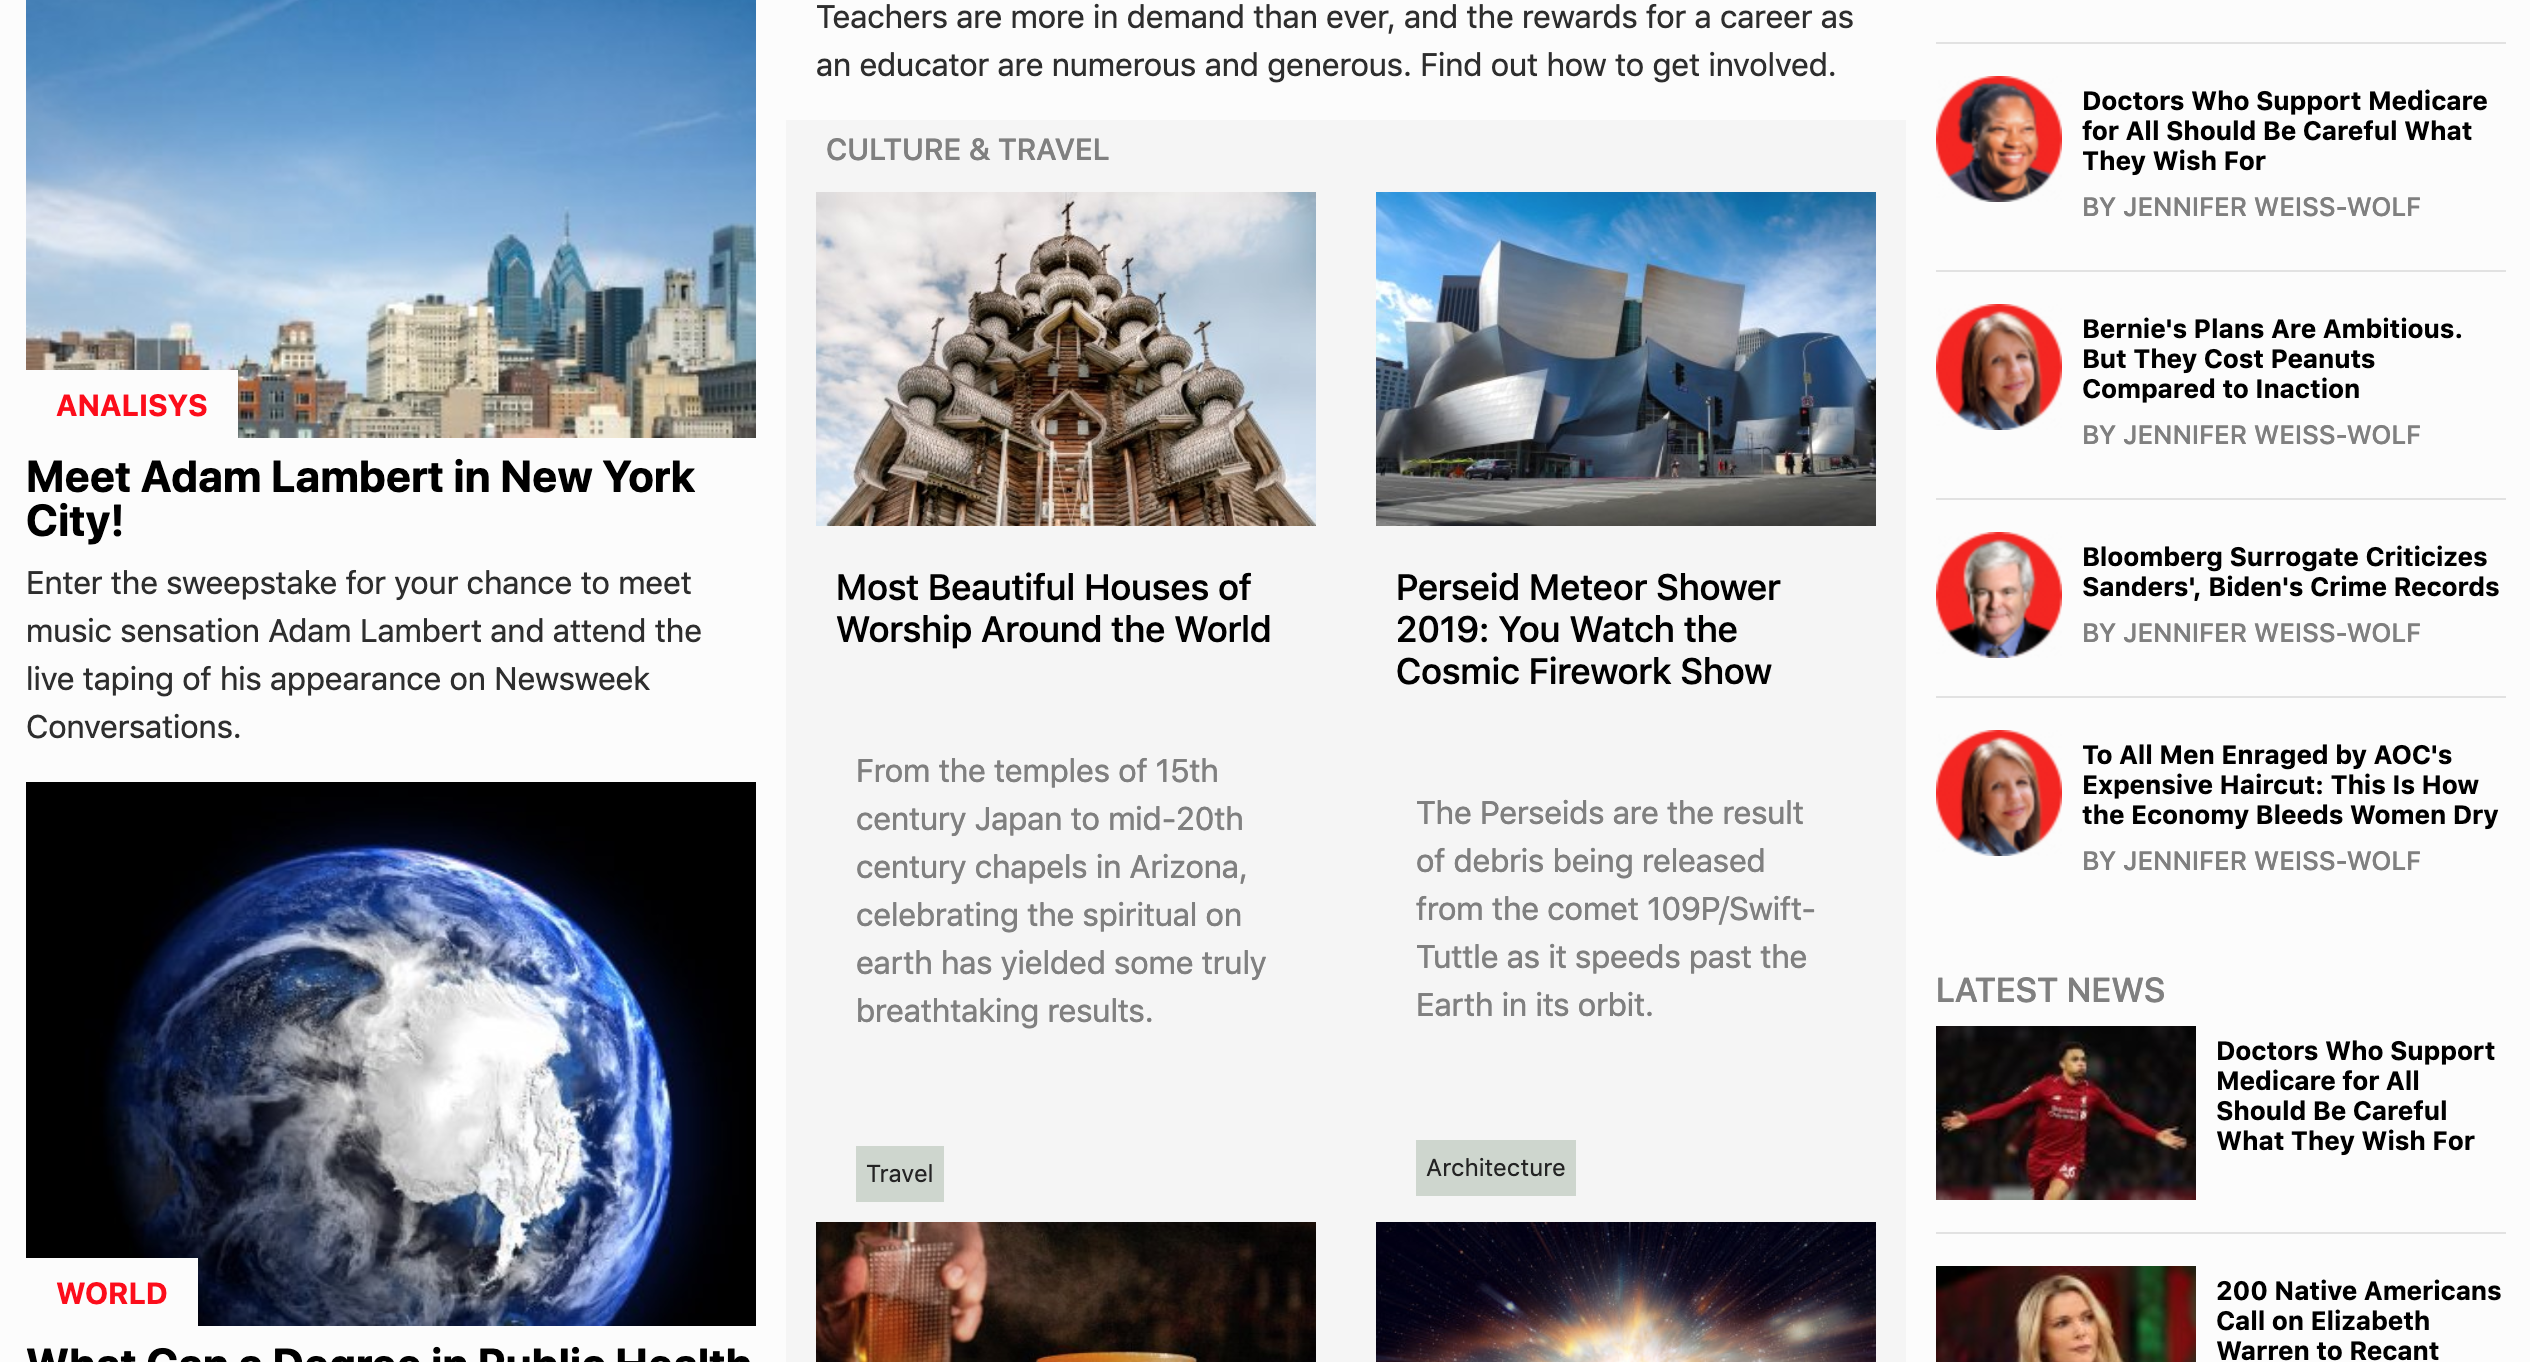 ANALISYS
Meet Adam Lambert in New York
City!
Enter the sweepstake for your chance to meet
music sensation Adam Lambert and attend the
live taping of his appearance on Newsweek
Conversations.
WORLD
What Can a Degree in Public Health
Teachers are more in demand than ever, and the rewards for a career as
an educator are numerous and generous. Find out how to get involved.
CULTURE & TRAVEL
Most Beautiful Houses of
Worship Around the World
From the temples of 15th
century Japan to mid-20th
century chapels in Arizona,
celebrating the spiritual on
earth has yielded some truly
breathtaking results.
Travel
Perseid Meteor Shower
2019: You Watch the
Cosmic Firework Show
The Perseids are the result
of debris being released
from the comet 109P/Swift-
Tuttle as it speeds past the
Earth in its orbit.
Architecture
Doctors Who Support Medicare
for All Should Be Careful What
They Wish For
BY JENNIFER WEISS-WOLF
Bernie's Plans Are Ambitious.
But They Cost Peanuts
Compared to Inaction
BY JENNIFER WEISS-WOLF
Bloomberg Surrogate Criticizes
Sanders', Biden's Crime Records
BY JENNIFER WEISS-WOLF
To All Men Enraged by AOC's
Expensive Haircut: This Is How
the Economy Bleeds Women Dry
BY JENNIFER WEISS-WOLF
LATEST NEWS
Doctors Who Support
Medicare for All
Should Be Careful
What They Wish For
200 Native Americans
Call on Elizabeth
Warren to Recant